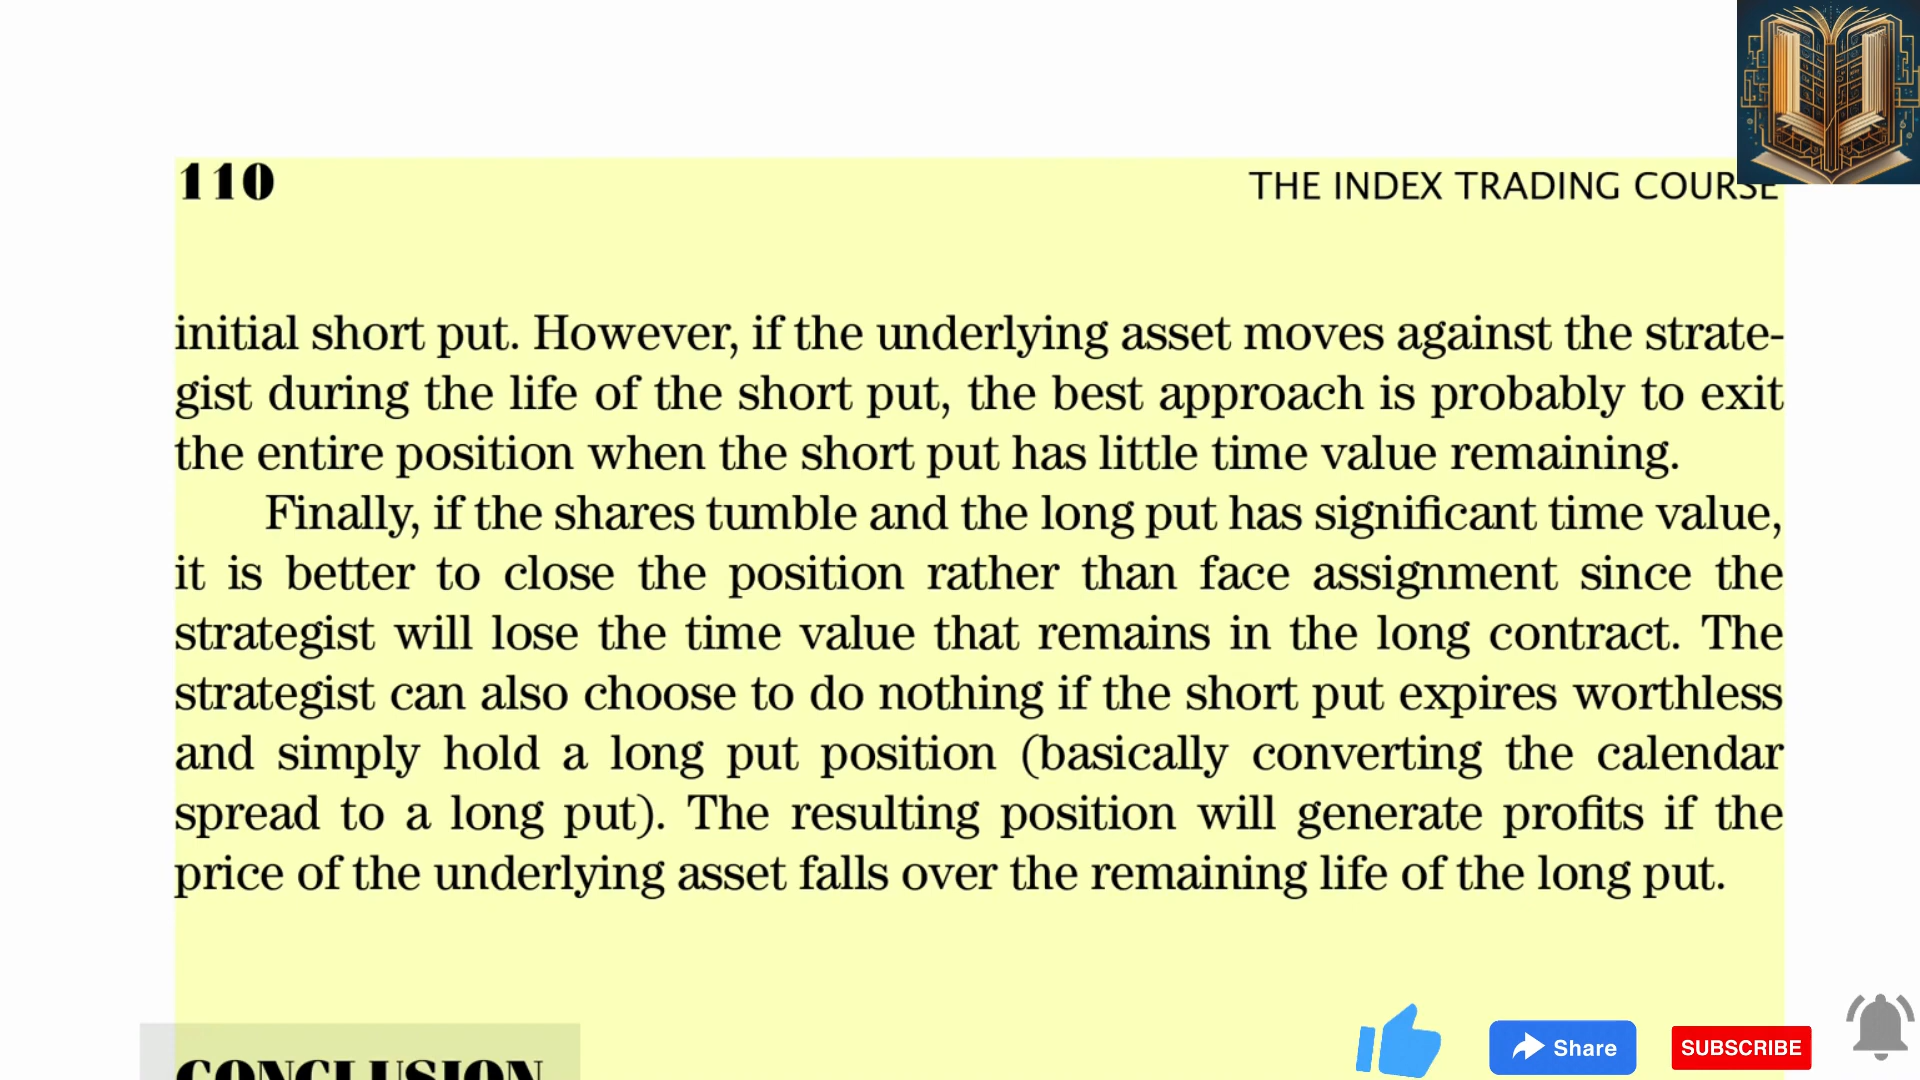 110
THE INDEX TRADING COURSE
initial short put. However, if the underlying asset moves against the strate-
gist during the life of the short put, the best approach is probably to exit
the entire position when the short put has little time value remaining.
Finally, if the shares tumble and the long put has significant time value,
it is better to close the position rather than face assignment since the
strategist will lose the time value that remains in the long contract. The
strategist can also choose to do nothing if the short put expires worthless
and simply hold a long put position (basically converting the calendar
spread to a long put). The resulting position will generate profits if the
price of the underlying asset falls over the remaining life of the long put.
CONCLUSION
Share
SUBSCRIBE